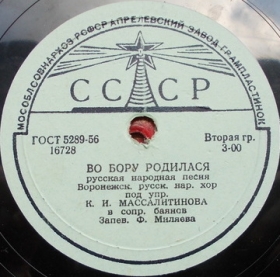 МОСОБЛСОВНАРХОЗ РСФСР АПРЕЛЕВСКИЙ ЗАВОД ГРАМПЛАСТИНОК
СССР
ГОСТ 5289-56
16728
Вторая гр.
3-00
ВО БОРУ РОДИЛАСЯ
русская народная песня
Воронежск. русск. нар. хор
под упр.
К. И. МАССАЛИТИНОВА
в сопр. баянов
Запев. Ф. Миляева